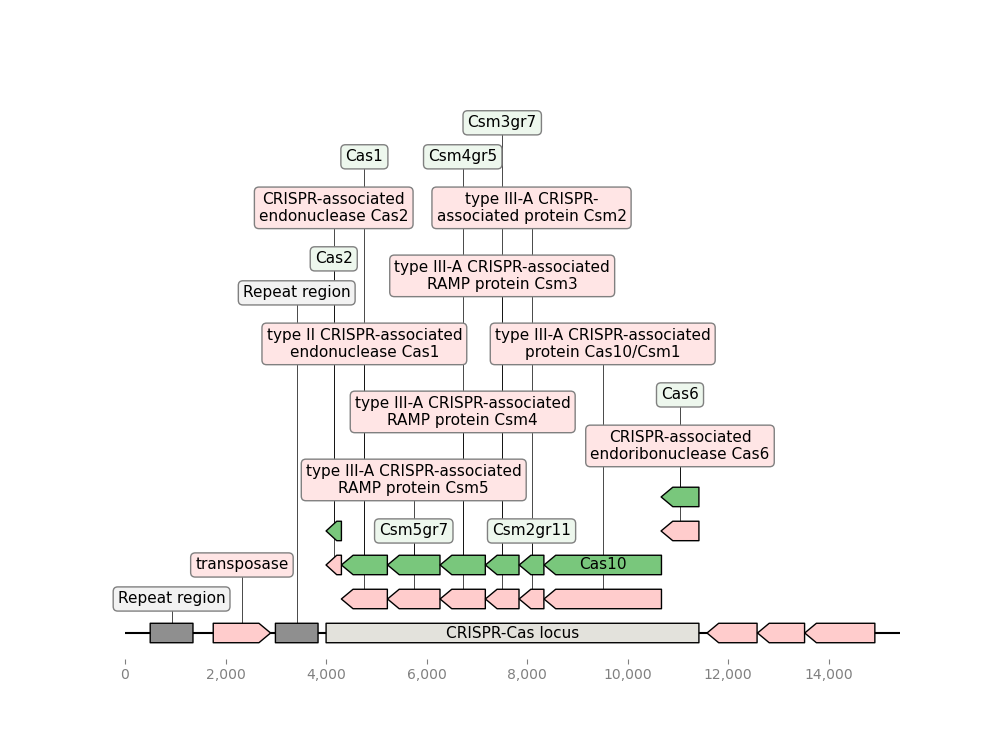 Csm3gr7
Cas1
Csm4gr5
CRISPR-associated
endonuclease Cas2
type III-A CRISPR-
associated protein Csm2
Cas2
type III-A CRISPR-associated
RAMP protein Csm3
Repeat region
type II CRISPR-associated
endonuclease Cas1
type III-A CRISPR-associated
protein Cas10/Csm1
Cas6
type III-A CRISPR-associated
RAMP protein Csm4
CRISPR-associated
endoribonuclease Cas6
type III-A CRISPR-associated
RAMP protein Csm5
Csm5gr7
Csm2gr11
transposase
Cas10
Repeat region
CRISPR-Cas locus
0
2,000
4,000
6,000
8,000
10,000
12,000
14,000